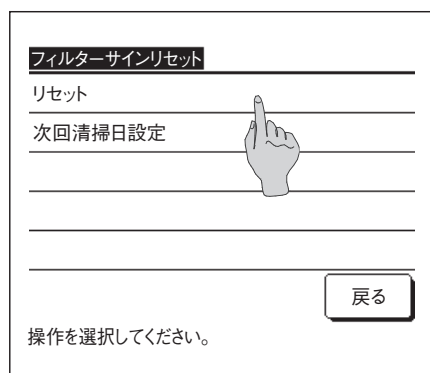 フィルターサインリセット
リセット
次回清掃日設定
戻る
操作を選択してください。